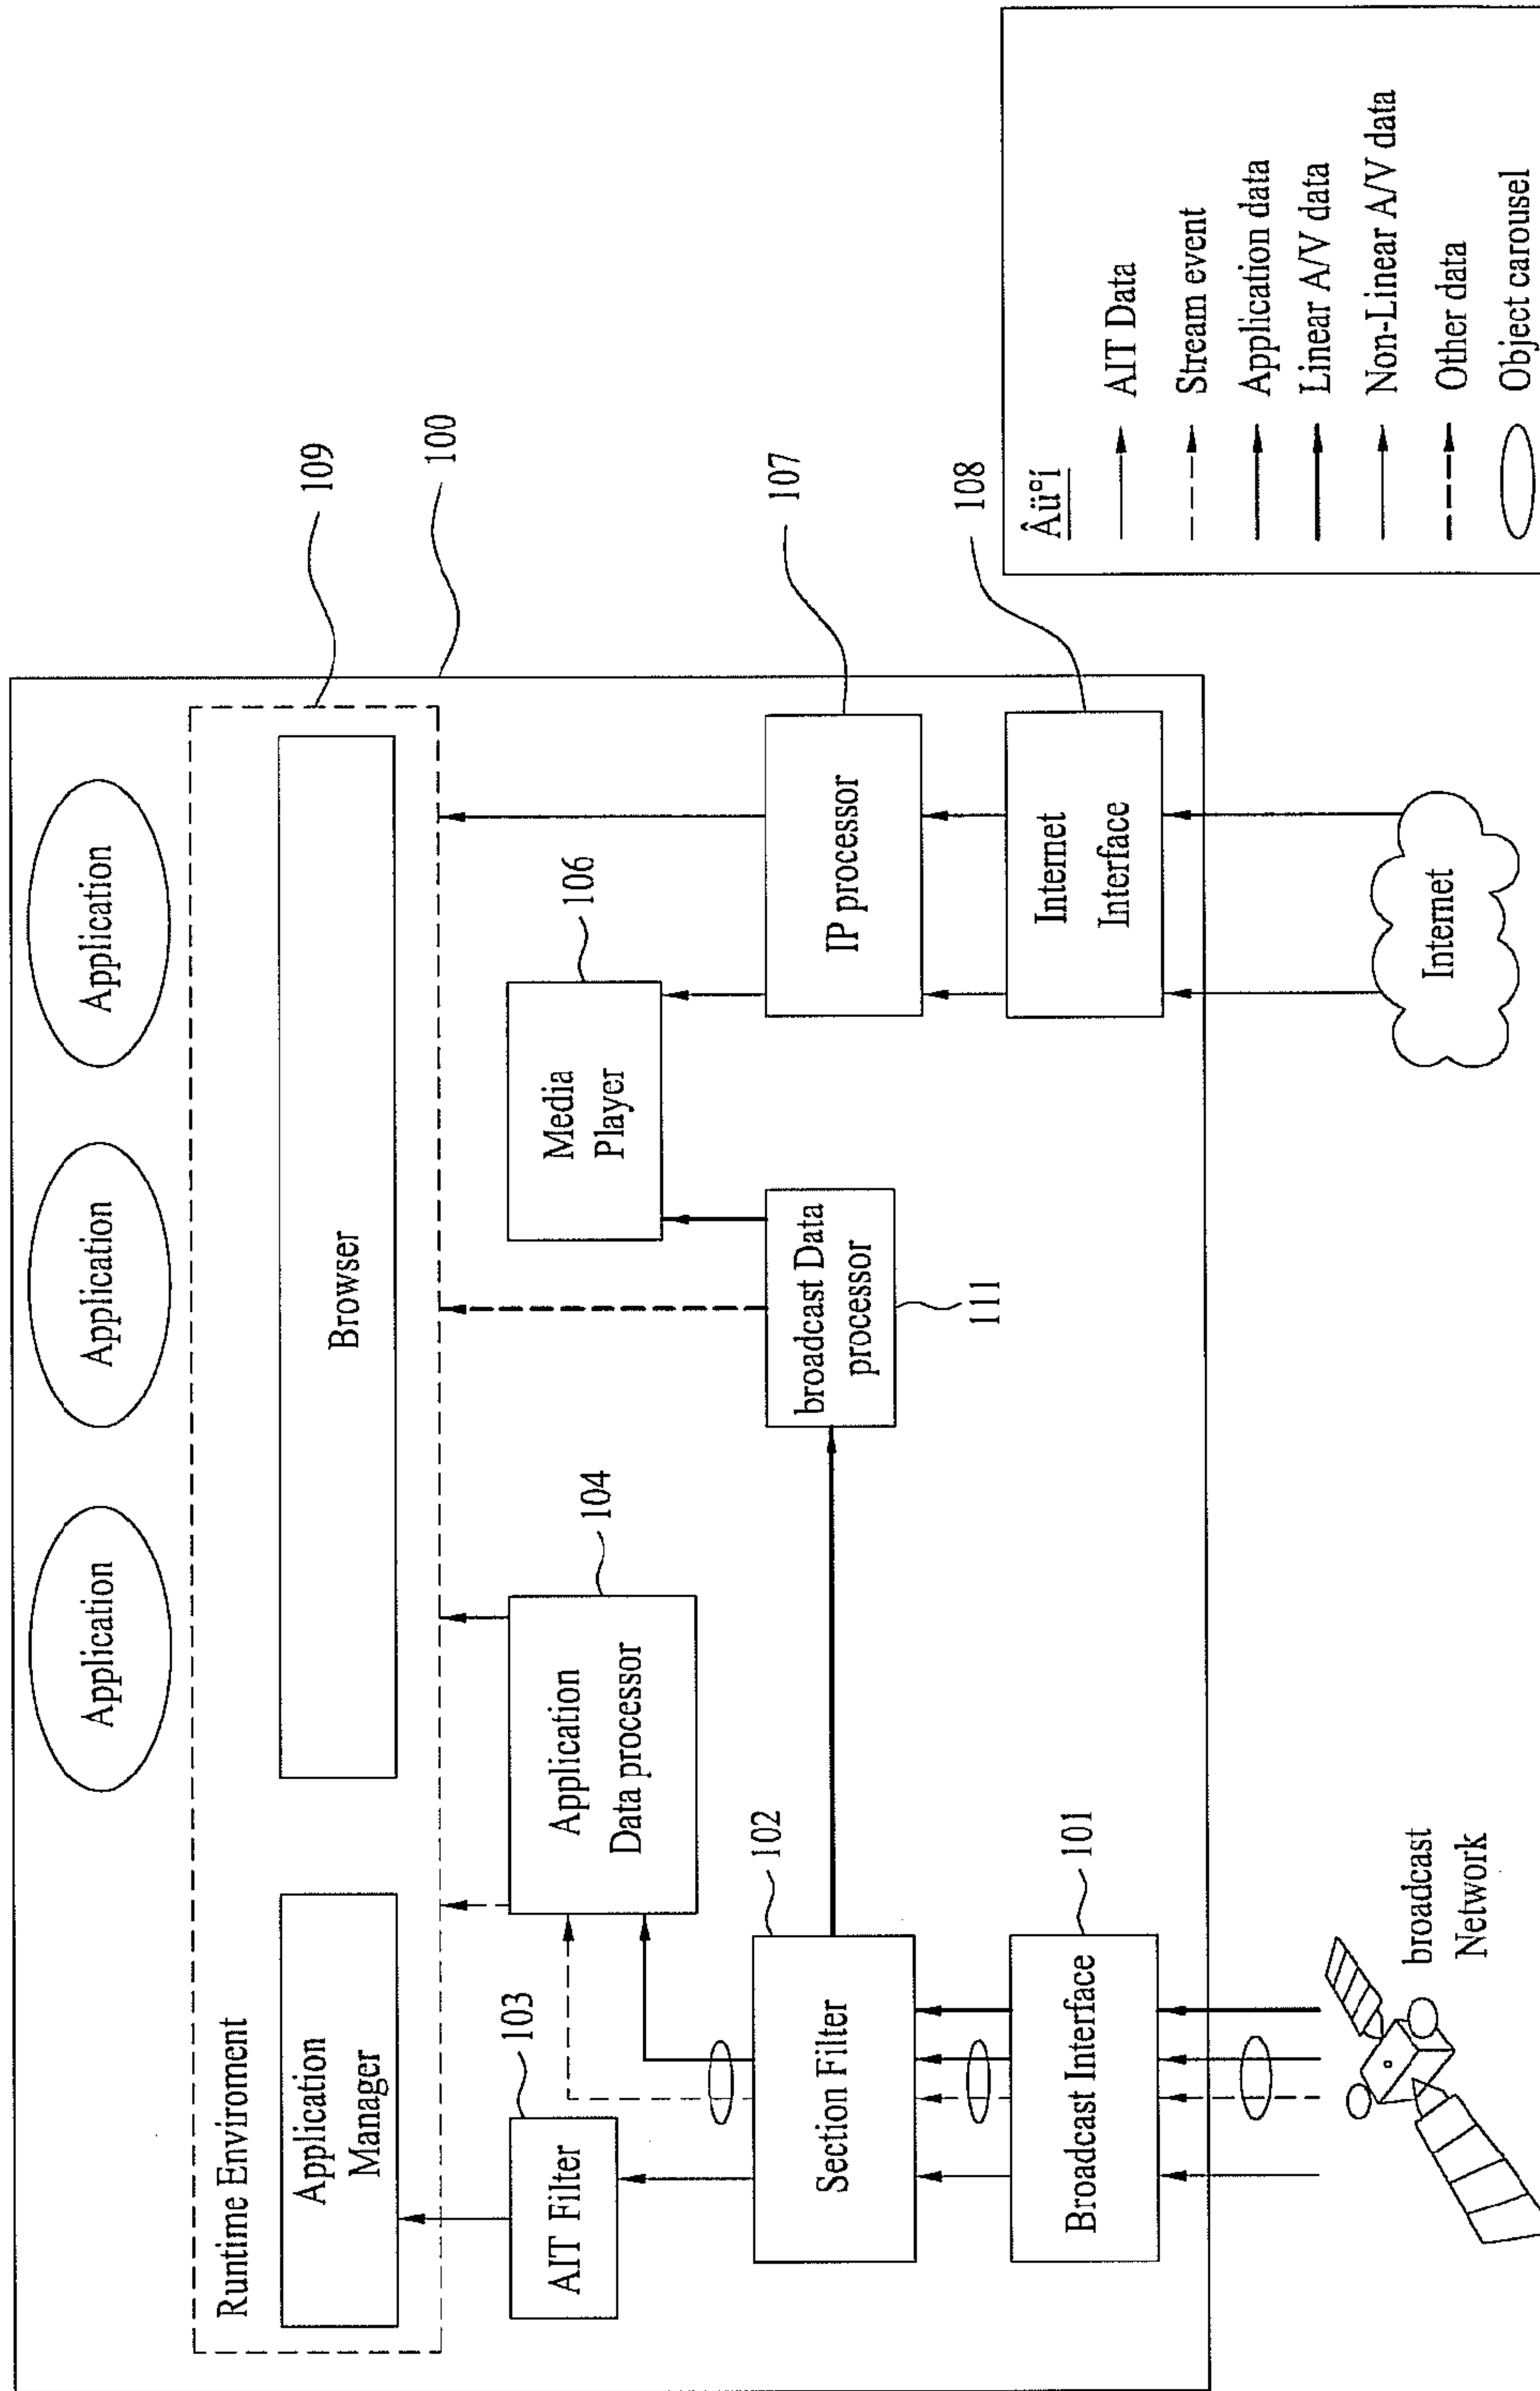 Application
Application
Application
Runtime Enviroment
109
Application
Manager
Browser
100
103
AIT Filter
104
Application
Data processor
106
Media
Player
102
Section Filter
broadcast Data
processor
111
107
IP processor
101
Broadcast Interface
108
Internet
Interface
broadcast
Network
Internet
Âüºí
AIT Data
Stream event
Application data
Linear A/V data
Non-Linear A/V data
Other data
Object carousel